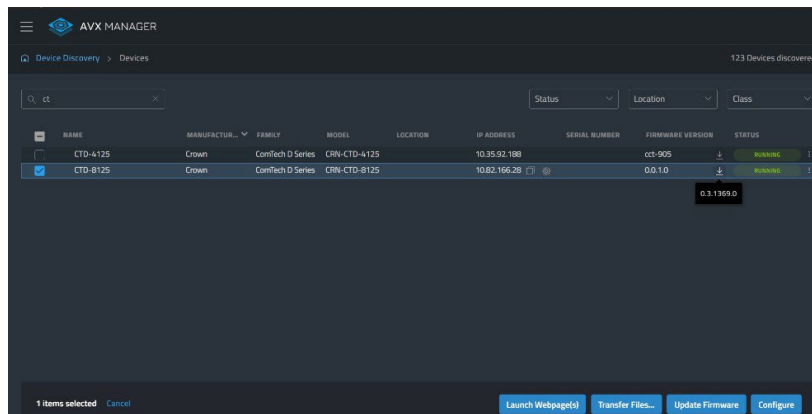 AVX MANAGER
Device Discovery > Devices
123 Devices discovered
ct
Status
Location
Class
NAME MANUFACTUR... FAMILY MODEL LOCATION IP ADDRESS SERIAL NUMBER FIRMWARE VERSION STATUS
CTD-4125 Crown ComTech D Series CRN-CTD-4125 10.35.92.188 cct-905 RUNNING
CTD-8125 Crown ComTech D Series CRN-CTD-8125 10.82.166.28 0.0.1.0 RUNNING
0.3.1369.0
1 items selected Cancel
Launch Webpage(s) Transfer Files... Update Firmware Configure